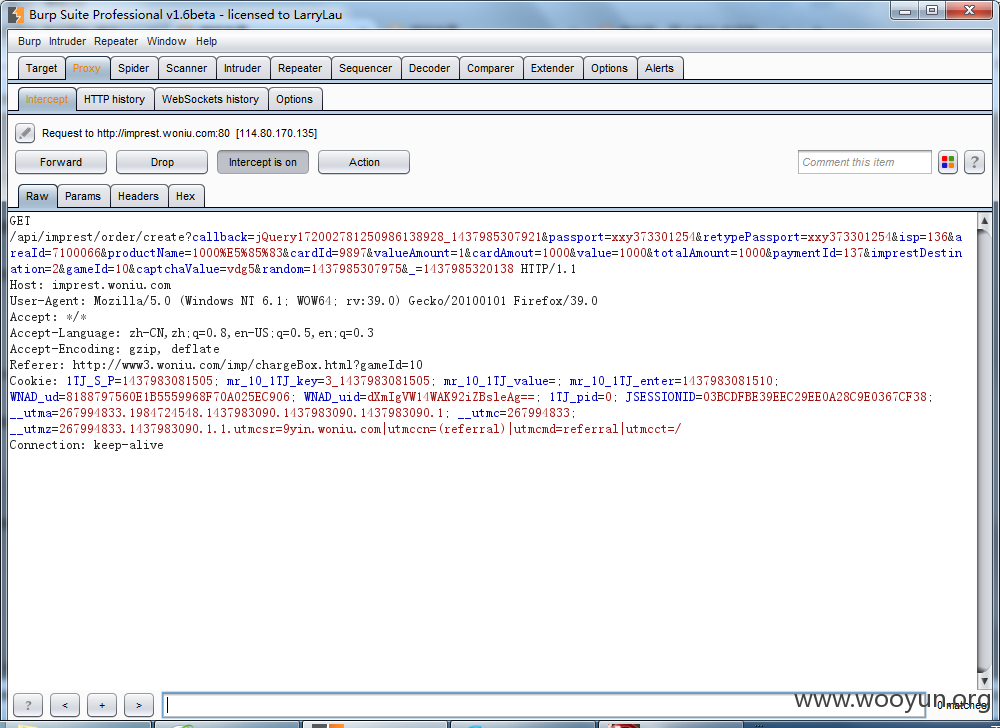 Burp Suite Professional v1.6beta - licensed to LarryLau
Burp Intruder Repeater Window Help
Target Proxy Spider Scanner Intruder Repeater Sequencer Decoder Comparer Extender Options Alerts
Intercept HTTP history WebSockets history Options
Request to http://imprest.woniu.com:80 [114.80.170.135]
Forward Drop Intercept is on Action Comment this item ?
Raw Params Headers Hex
GET
/api/imprest/order/create?callback=jQuery172002781250986138928_1437985307921&passport=xxy373301254&retypePassport=xxy373301254&isp=136&a
reaId=7100066&productName=1000%E5%85%83&cardId=9897&valueAmount=1&cardAmout=1000&value=1000&totalAmount=1000&paymentId=137&imprestDestin
ation=2&gameId=10&captchaValue=vdg5&random=1437985307975&_=1437985320138 HTTP/1.1
Host: imprest.woniu.com
User-Agent: Mozilla/5.0 (Windows NT 6.1; WOW64; rv:39.0) Gecko/20100101 Firefox/39.0
Accept: */*
Accept-Language: zh-CN,zh;q=0.8,en-US;q=0.5,en;q=0.3
Accept-Encoding: gzip, deflate
Referer: http://www3.woniu.com/imp/chargeBox.html?gameId=10
Cookie: 1TJ_S_P=1437983081505; mr_10_1TJ_key=3_1437983081505; mr_10_1TJ_value=; mr_10_1TJ_enter=1437983081510;
WNAD_ud=8188797560E1B5559968F70A025EC906; WNAD_uid=dXmIgVW14WAK92iZBsleAg==; 1TJ_pid=0; JSESSIONID=03BCDFBE39EEC29EE0A28C9E0367CF38;
__utma=267994833.1984724548.1437983090.1437983090.1437983090.1; __utmc=267994833;
__utmz=267994833.1437983090.1.1.utmcsr=9yin.woniu.com|utmccn=(referral)|utmcmd=referral|utmcct=/
Connection: keep-alive
? < + > 0 matches
www.wooyun.org